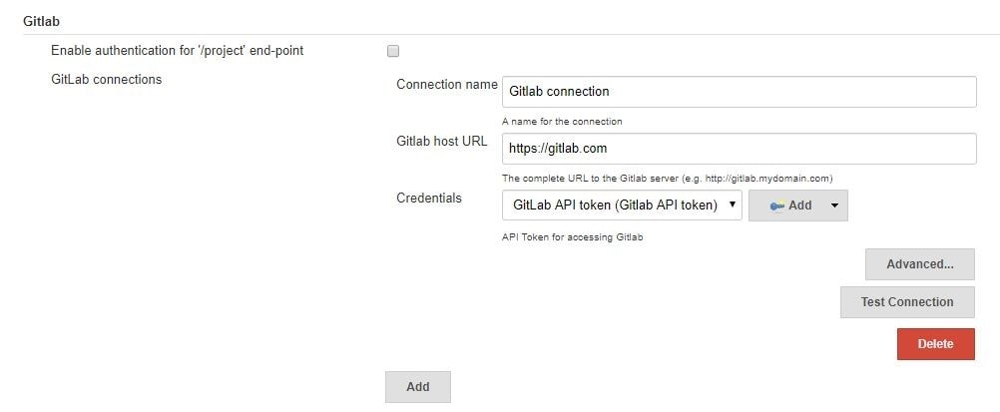 Gitlab
Enable authentication for '/project' end-point
GitLab connections
Connection name
Gitlab connection
A name for the connection
Gitlab host URL
https://gitlab.com
The complete URL to the Gitlab server (e.g. http://gitlab.mydomain.com)
Credentials
GitLab API token (Gitlab API token)
Add
API Token for accessing Gitlab
Advanced...
Test Connection
Delete
Add